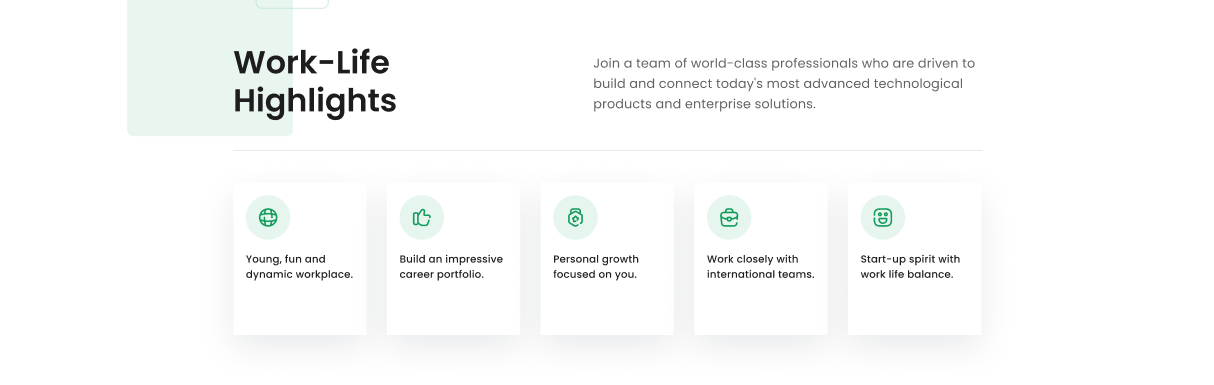 Work-Life
Highlights
Join a team of world-class professionals who are driven to
build and connect today's most advanced technological
products and enterprise solutions.
Young, fun and
dynamic workplace.
Build an impressive
career portfolio.
Personal growth
focused on you.
Work closely with
international teams.
Start-up spirit with
work life balance.